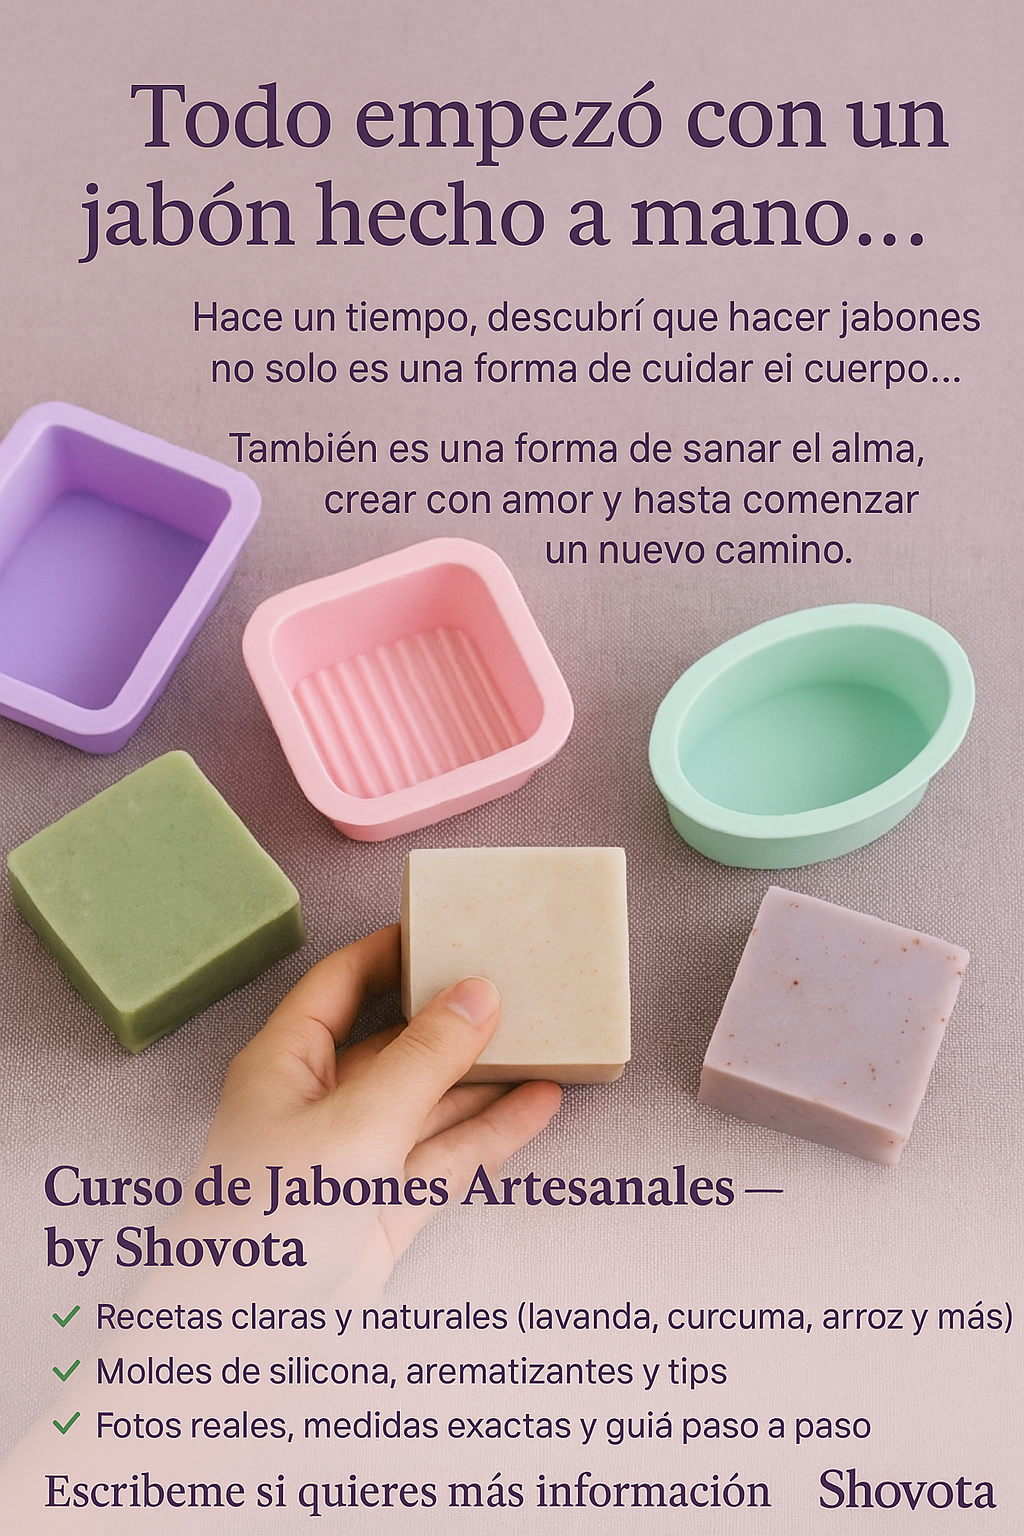 Todo empezó con un
jabón hecho a mano...
Hace un tiempo, descubrí que hacer jabones
no solo es una forma de cuidar ei cuerpo...
También es una forma de sanar el alma,
crear con amor y hasta comenzar
un nuevo camino.
Curso de Jabones Artesanales —
by Shovota
✓ Recetas claras y naturales (lavanda, curcuma, arroz y más)
✓ Moldes de silicona, arematizantes y tips
✓ Fotos reales, medidas exactas y guiá paso a paso
Escribeme si quieres más información
Shovota